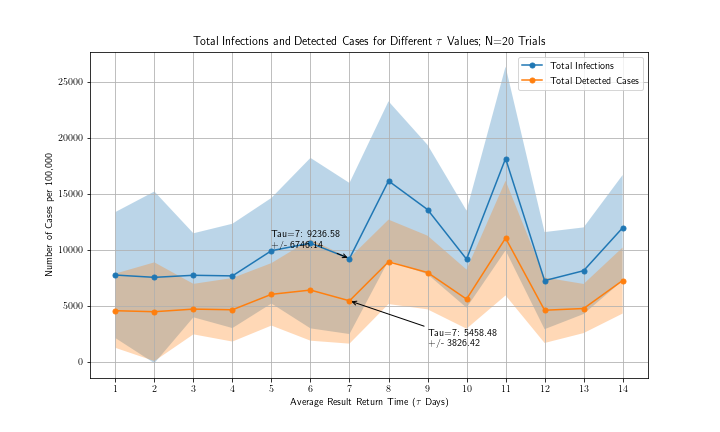 Total Infections and Detected Cases for Different τ Values; N=20 Trials
Number of Cases per 100,000
25000
20000
15000
10000
5000
0
Total Infections
Total Detected Cases
Tau=7: 9236.58
+/- 6746.14
Tau=7: 5458.48
+/- 3826.42
1 2 3 4 5 6 7 8 9 10 11 12 13 14
Average Result Return Time (τ Days)